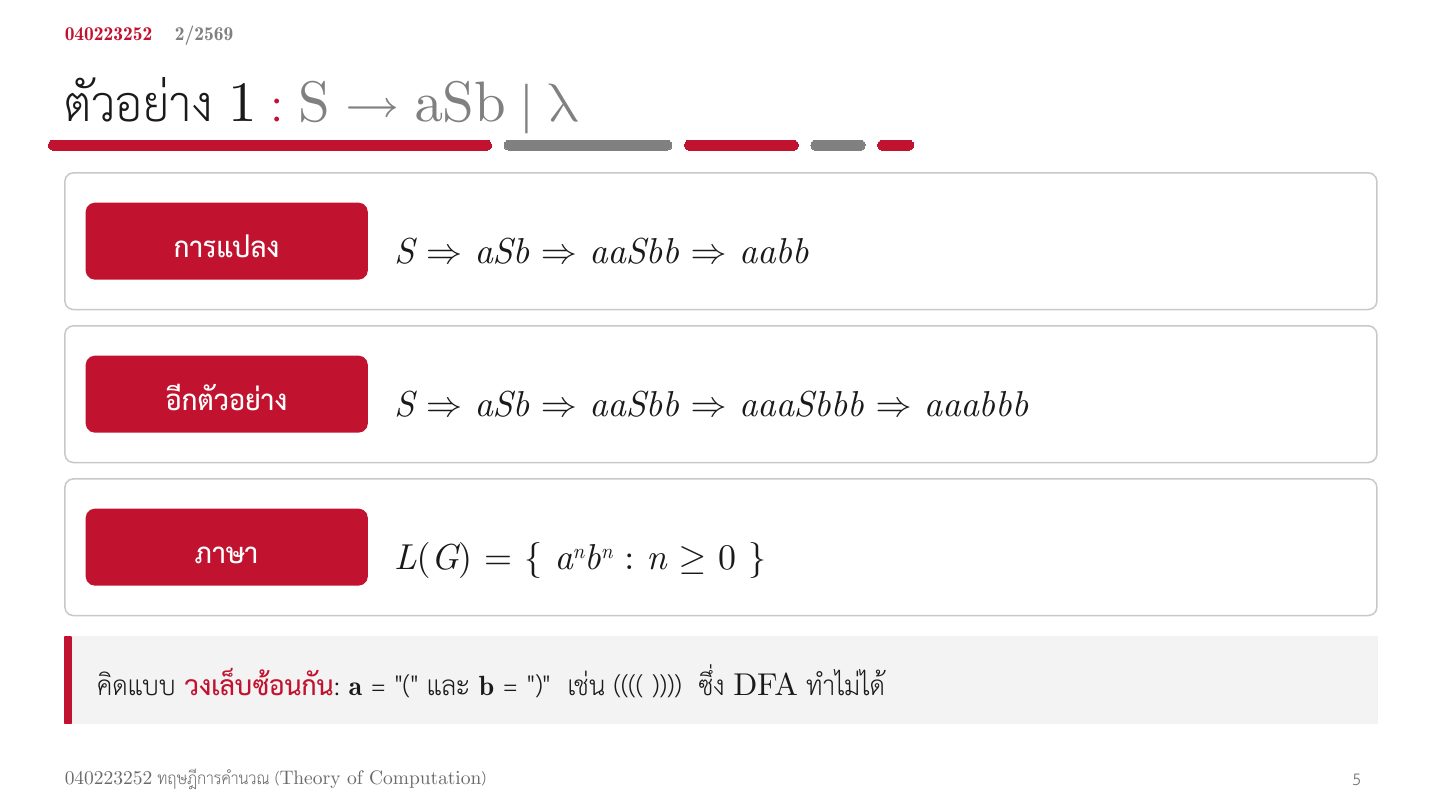 040223252 2/2569
ตัวอย่าง 1 : S → aSb | λ
การแปลง S ⇒ aSb ⇒ aaSbb ⇒ aabb
อีกตัวอย่าง S ⇒ aSb ⇒ aaSbb ⇒ aaaSbbb ⇒ aaabbb
ภาษา L(G) = { aⁿbⁿ : n ≥ 0 }
คิดแบบ วงเล็บซ้อนกัน: a = "(" และ b = ")" เช่น (((( )))) ซึ่ง DFA ทำไม่ได้
040223252 ทฤษฎีการคำนวณ (Theory of Computation) 5